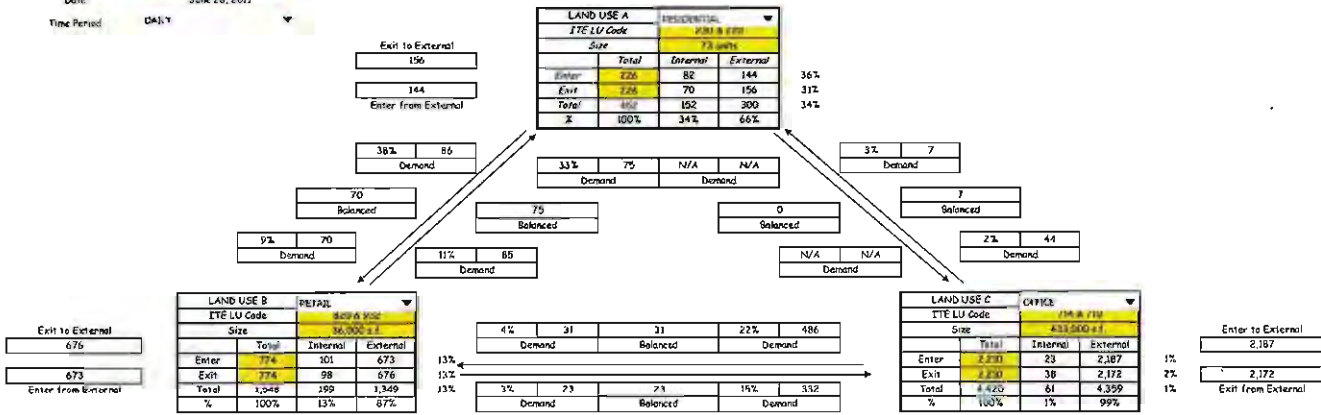 Date
Time Period DAILY
LAND USE A RESIDENTIAL
ITE LU Code
Size 73 units
Total Internal External
Enter 226 82 144 36%
Exit 226 70 156 31%
Total 152 300 34%
% 100% 34% 66%
Exit to External
156
144
Enter from External
38% 86
Demand
33% 75 N/A N/A
Demand Demand
3% 7
Demand
70
Balanced
75
Balanced
0
Balanced
7
Balanced
9% 70
Demand
11% 85
Demand
N/A N/A
Demand
2% 44
Demand
LAND USE B RETAIL
ITE LU Code
Size 36,000 s.f.
Total Internal External
Enter 774 101 673 13%
Exit 774 98 676 13%
Total 1,548 199 1,349 13%
% 100% 13% 87%
Exit to External
676
673
Enter from External
4% 31 31 22% 486
Demand Balanced Demand
3% 23 23 15% 332
Demand Balanced Demand
LAND USE C OFFICE
ITE LU Code
Size
Total Internal External
Enter 23 2,187 1%
Exit 38 2,172 2%
Total 4,420 61 4,359 1%
% 100% 1% 99%
Enter to External
2,187
2,172
Exit from External